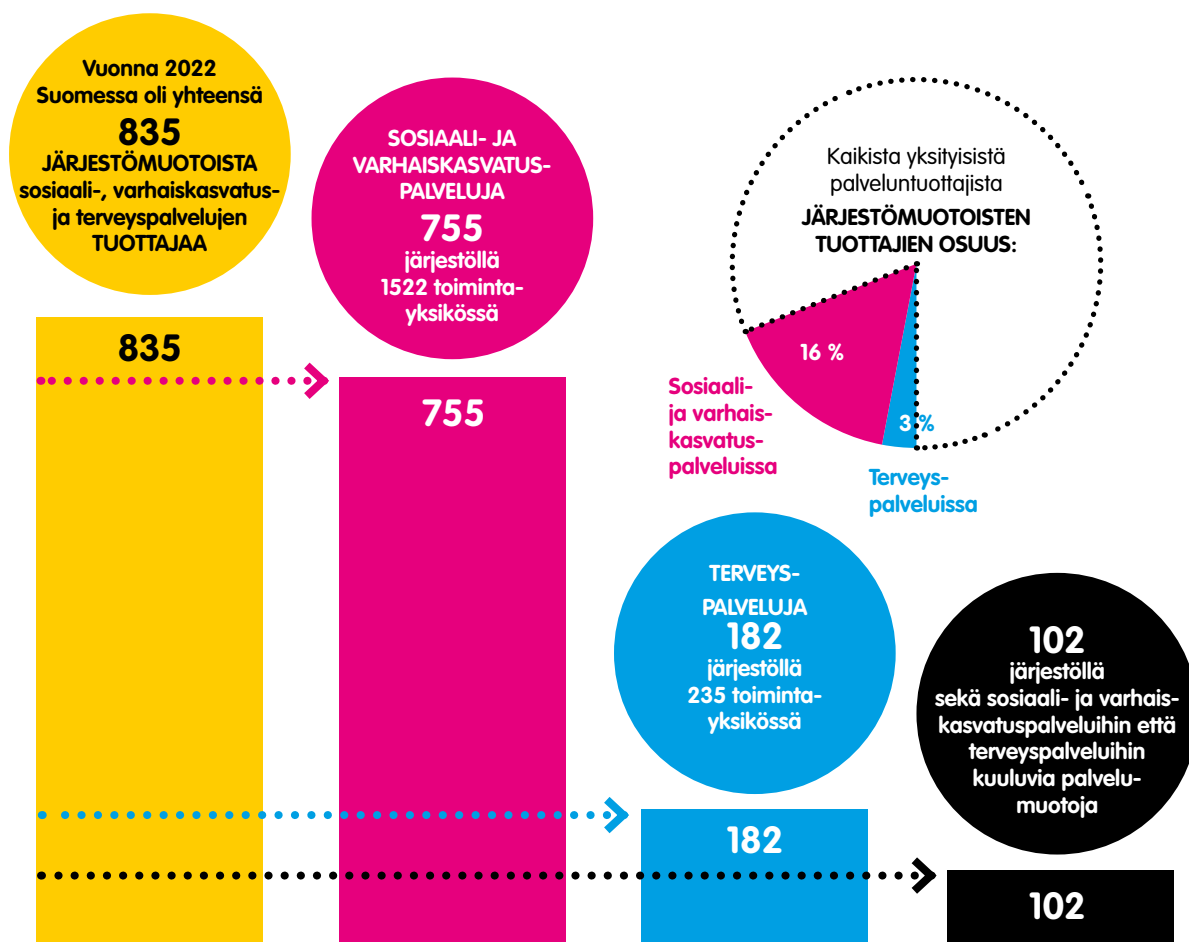 Vuonna 2022
Suomessa oli yhteensä
835
JÄRJESTÖMUOTOISTA
sosiaali-, varhaiskasvatus-
ja terveyspalvelujen
TUOTTAJAA
835
SOSIAALI- JA
VARHAISKASVATUS-
PALVELUJA
755
järjestöllä
1522 toiminta-
yksikössä
755
Kaikista yksityisistä
palveluntuottajista
JÄRJESTÖMUOTOISTEN
TUOTTAJIEN OSUUS:
16 %
Sosiaali-
ja varhais-
kasvatus-
palveluissa
3 %
Terveys-
palveluissa
TERVEYS-
PALVELUJA
182
järjestöllä
235 toiminta-
yksikössä
182
102
järjestöllä
sekä sosiaali- ja varhais-
kasvatuspalveluihin että
terveyspalveluihin
kuuluvia palvelu-
muotoja
102